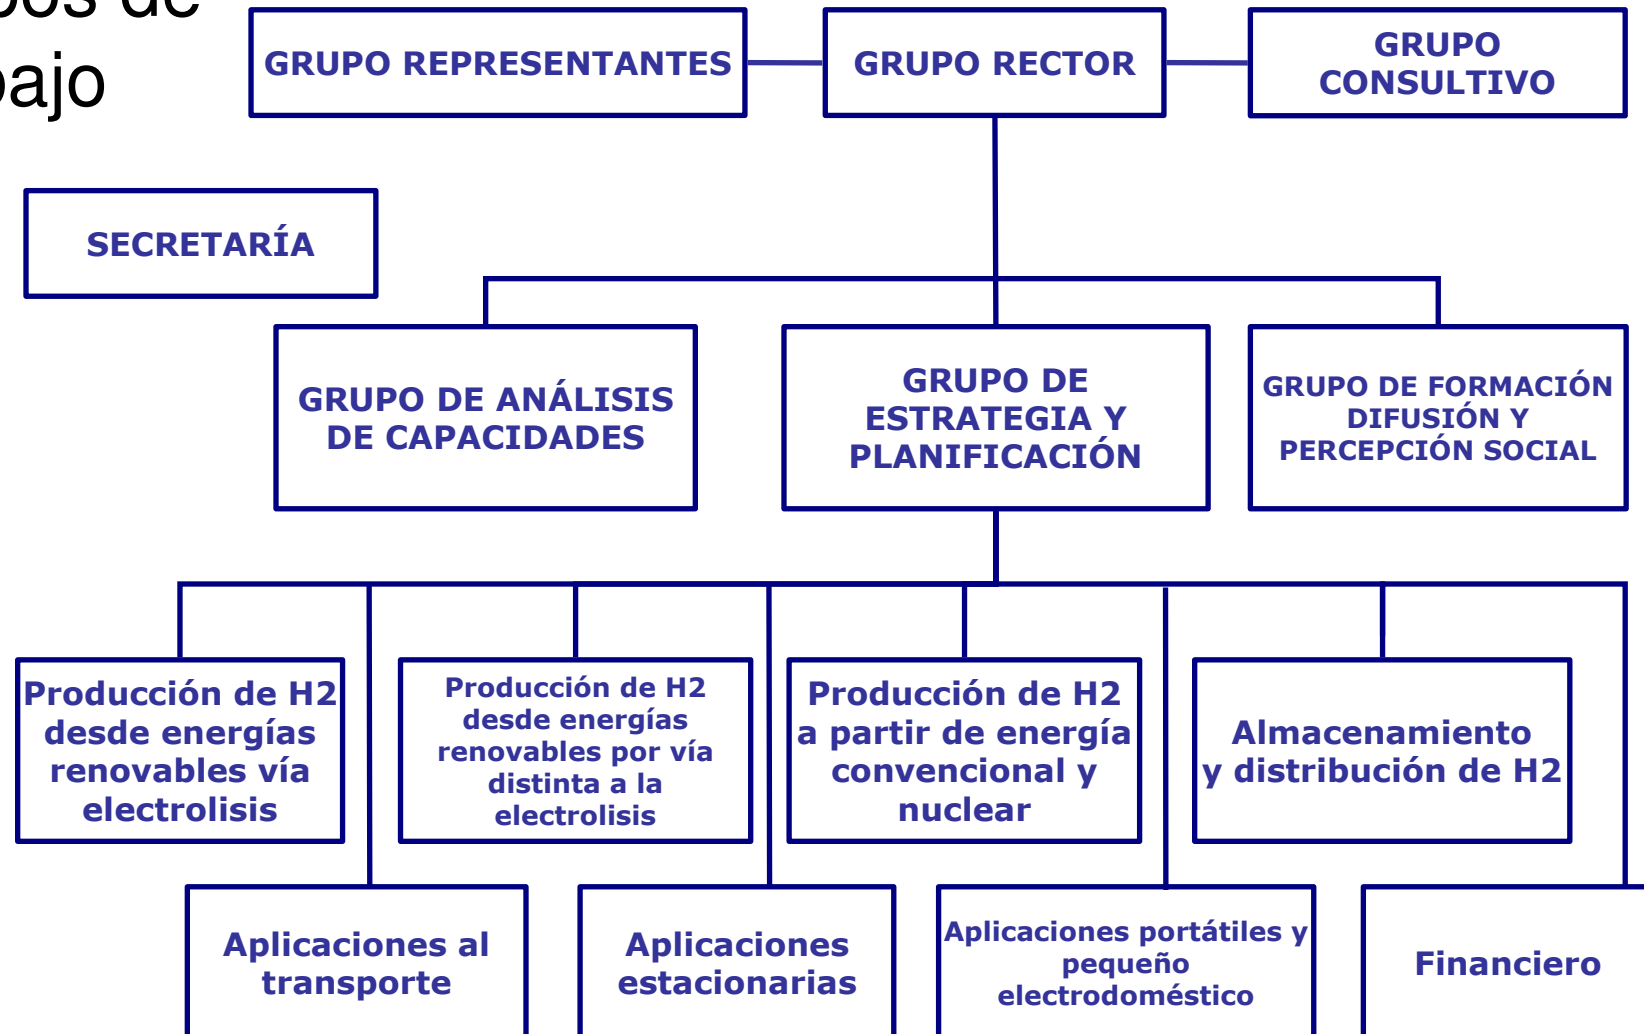 bajo
GRUPO REPRESENTANTES
GRUPO RECTOR
GRUPO
CONSULTIVO
SECRETARÍA
GRUPO DE ANÁLISIS
DE CAPACIDADES
GRUPO DE
ESTRATEGIA Y
PLANIFICACIÓN
GRUPO DE FORMACIÓN
DIFUSIÓN Y
PERCEPCIÓN SOCIAL
Producción de H2
desde energías
renovables vía
electrolisis
Producción de H2
desde energías
renovables por vía
distinta a la
electrolisis
Producción de H2
a partir de energía
convencional y
nuclear
Almacenamiento
y distribución de H2
Aplicaciones al
transporte
Aplicaciones
estacionarias
Aplicaciones portátiles y
pequeño
electrodoméstico
Financiero